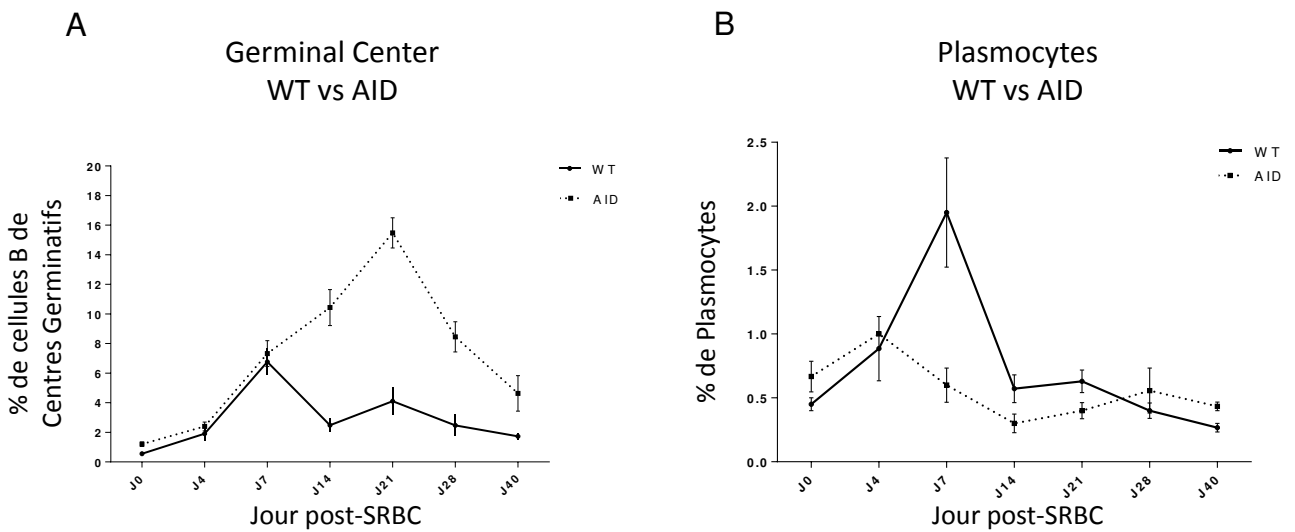 A
Germinal Center
WT vs AID
% de cellules B de
Centres Germinatifs
20
18
16
14
12
10
8
6
4
2
0
WT
AID
J0 J4 J7 J14 J21 J28 J40
Jour post-SRBC
B
Plasmocytes
WT vs AID
% de Plasmocytes
2.5
2.0
1.5
1.0
0.5
0.0
WT
AID
J0 J4 J7 J14 J21 J28 J40
Jour post-SRBC